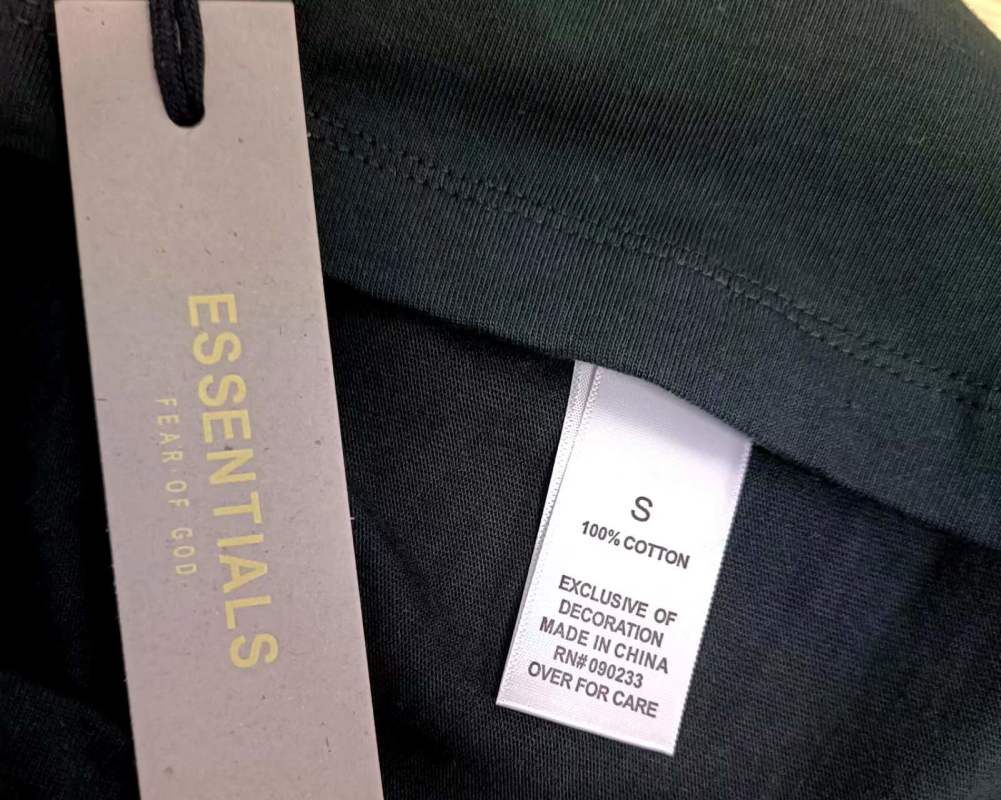 ESSENTIALS
FEAR OF GOD
S
100% COTTON
EXCLUSIVE OF
DECORATION
MADE IN CHINA
RN# 090233
OVER FOR CARE